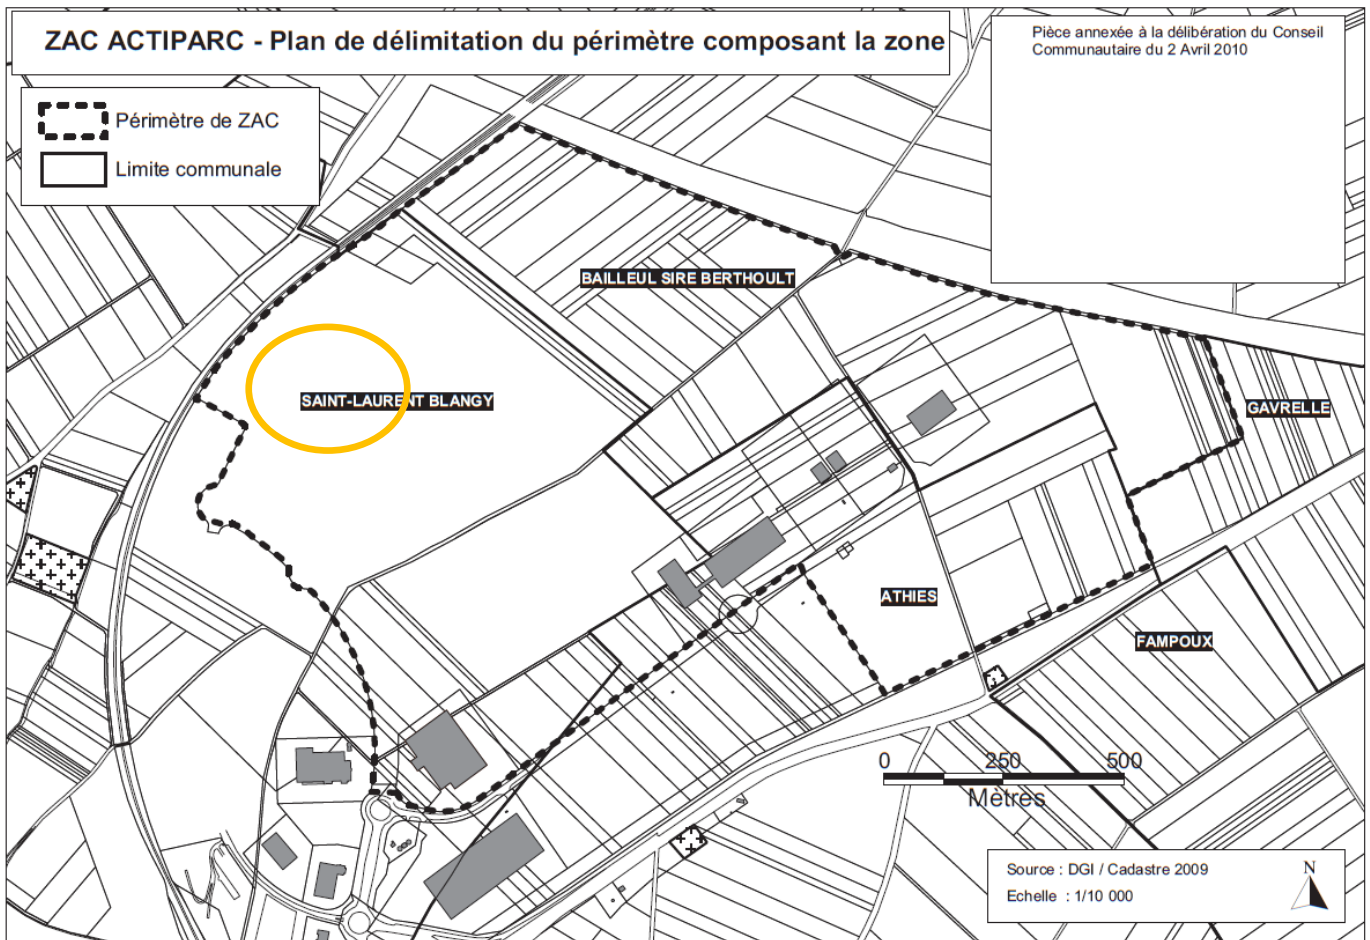 ZAC ACTIPARC - Plan de délimitation du périmètre composant la zone
Pièce annexée à la délibération du Conseil
Communautaire du 2 Avril 2010
Périmètre de ZAC
Limite communale
BAILLEUL SIRE BERTHOULT
SAINT-LAURENT BLANGY
GAVRELLE
ATHIES
FAMPOUX
0 250 500
Mètres
Source : DGI / Cadastre 2009
Echelle : 1/10 000
N